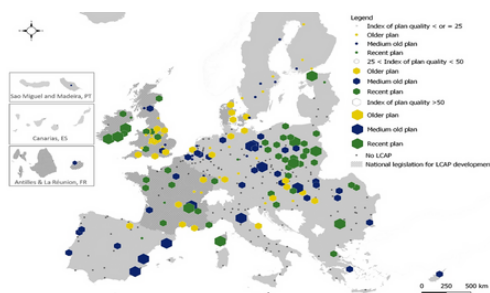 Legend
Index of plan quality < or = 25
Older plan
Medium old plan
Recent plan
25 < Index of plan quality < 50
Older plan
Medium old plan
Recent plan
Index of plan quality >50
Older plan
Medium old plan
Recent plan
No LCAP
National legislation for LCAP developmen
Sao Miguel and Madeira, PT
Canarias, ES
Antilles & La Réunion, FR
0 250 500 km